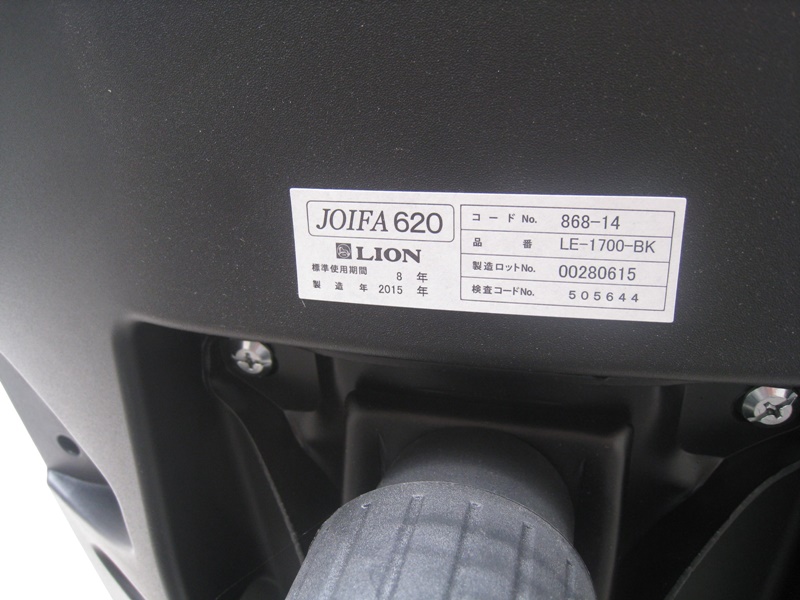 JOIFA 620
LION
標準使用期間 8 年
製造年 2015 年
コードNo. 868-14
品番 LE-1700-BK
製造ロットNo. 00280615
検査コードNo. 505644